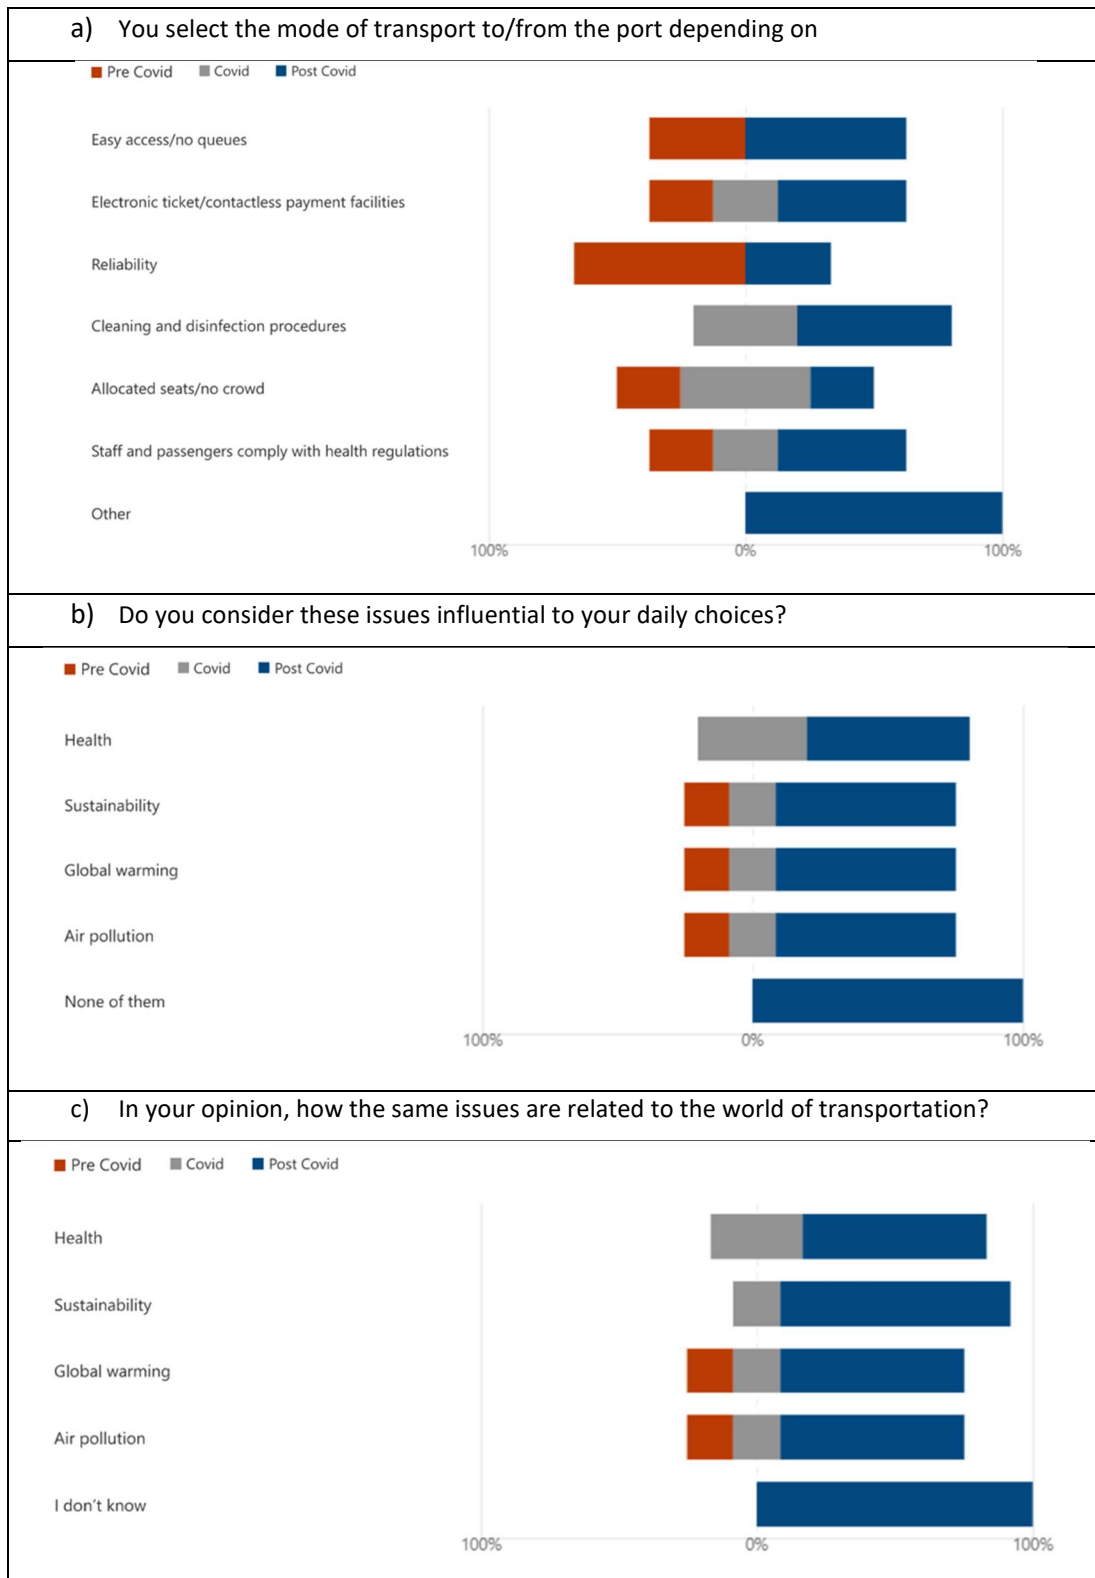 a) You select the mode of transport to/from the port depending on
Pre Covid Covid Post Covid
Easy access/no queues
Electronic ticket/contactless payment facilities
Reliability
Cleaning and disinfection procedures
Allocated seats/no crowd
Staff and passengers comply with health regulations
Other
100% 0% 100%
b) Do you consider these issues influential to your daily choices?
Pre Covid Covid Post Covid
Health
Sustainability
Global warming
Air pollution
None of them
100% 0% 100%
c) In your opinion, how the same issues are related to the world of transportation?
Pre Covid Covid Post Covid
Health
Sustainability
Global warming
Air pollution
I don't know
100% 0% 100%